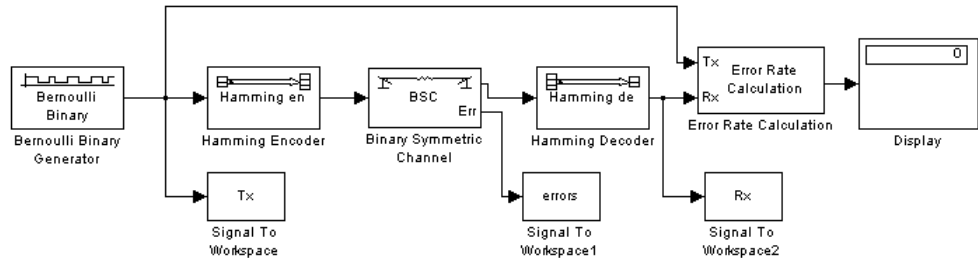 Bernoulli
Binary
Bernoulli Binary
Generator
Hamming en
Hamming Encoder
BSC
Err
Binary Symmetric
Channel
Hamming de
Hamming Decoder
Tx
Rx
Error Rate
Calculation
Error Rate Calculation
0
Display
Tx
Signal To
Workspace
errors
Signal To
Workspace1
Rx
Signal To
Workspace2